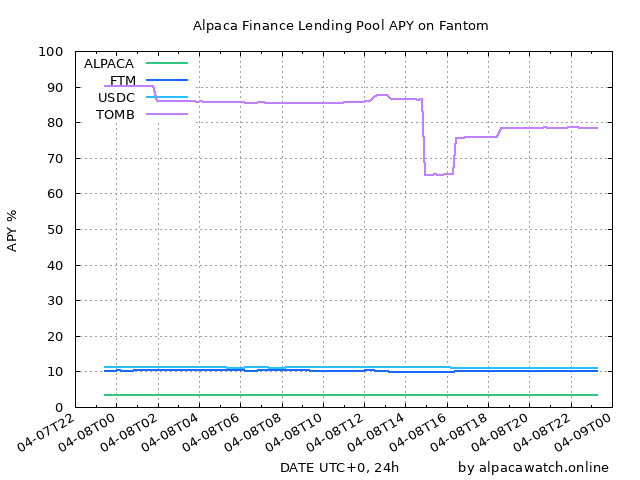 Alpaca Finance Lending Pool APY on Fantom
100
90
80
70
60
50
40
30
20
10
0
APY %
ALPACA
FTM
USDC
TOMB
04-07T22
04-08T00
04-08T02
04-08T04
04-08T06
04-08T08
04-08T10
04-08T12
04-08T14
04-08T16
04-08T18
04-08T20
04-08T22
04-09T00
DATE UTC+0, 24h
by alpacawatch.online